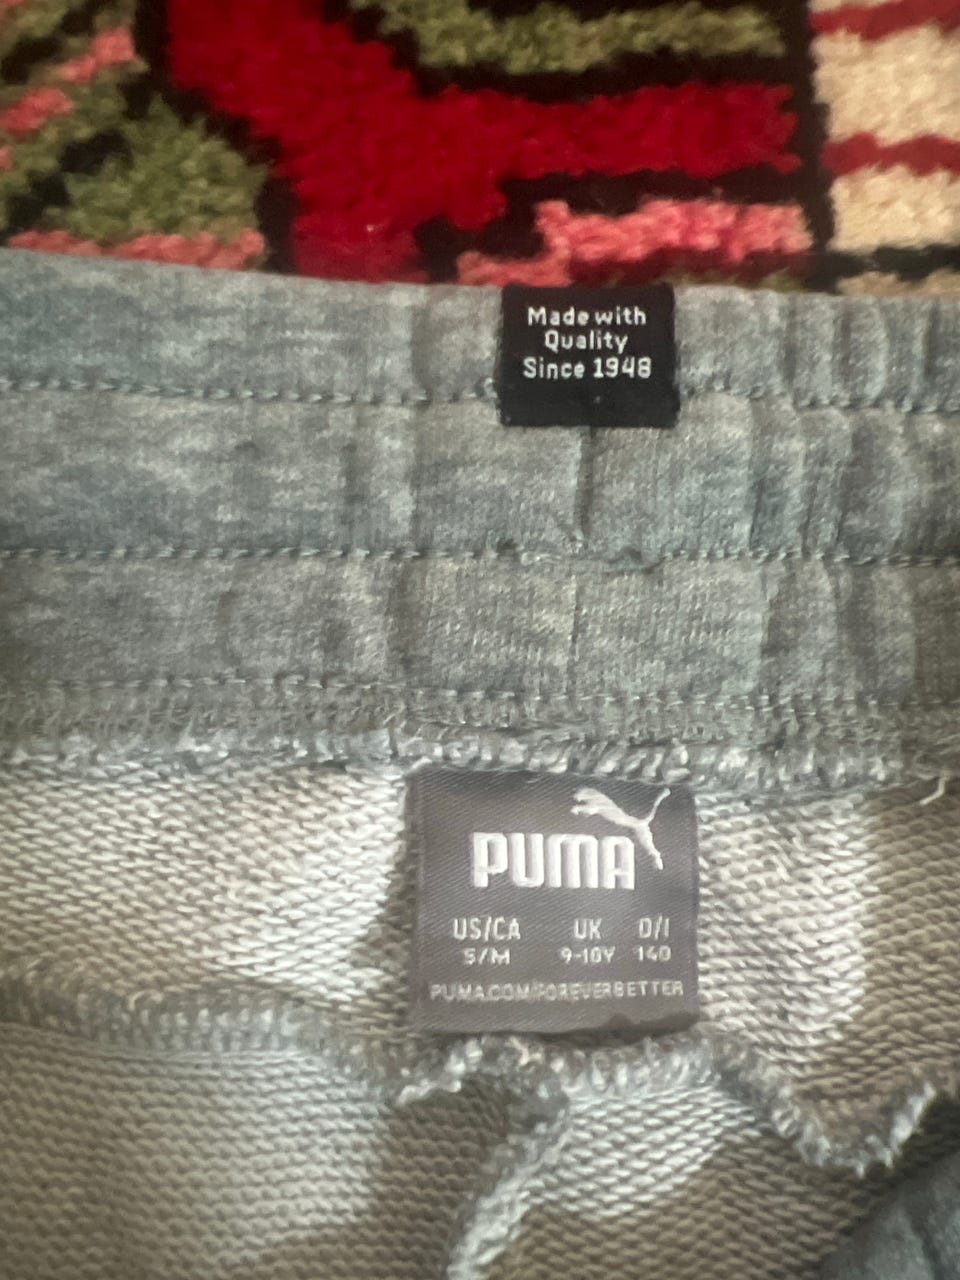 Made with
Quality
Since 1948
PUMA
US/CA UK D/I
S/M 9-10Y 140
PUMA.COM/FOREVERBETTER